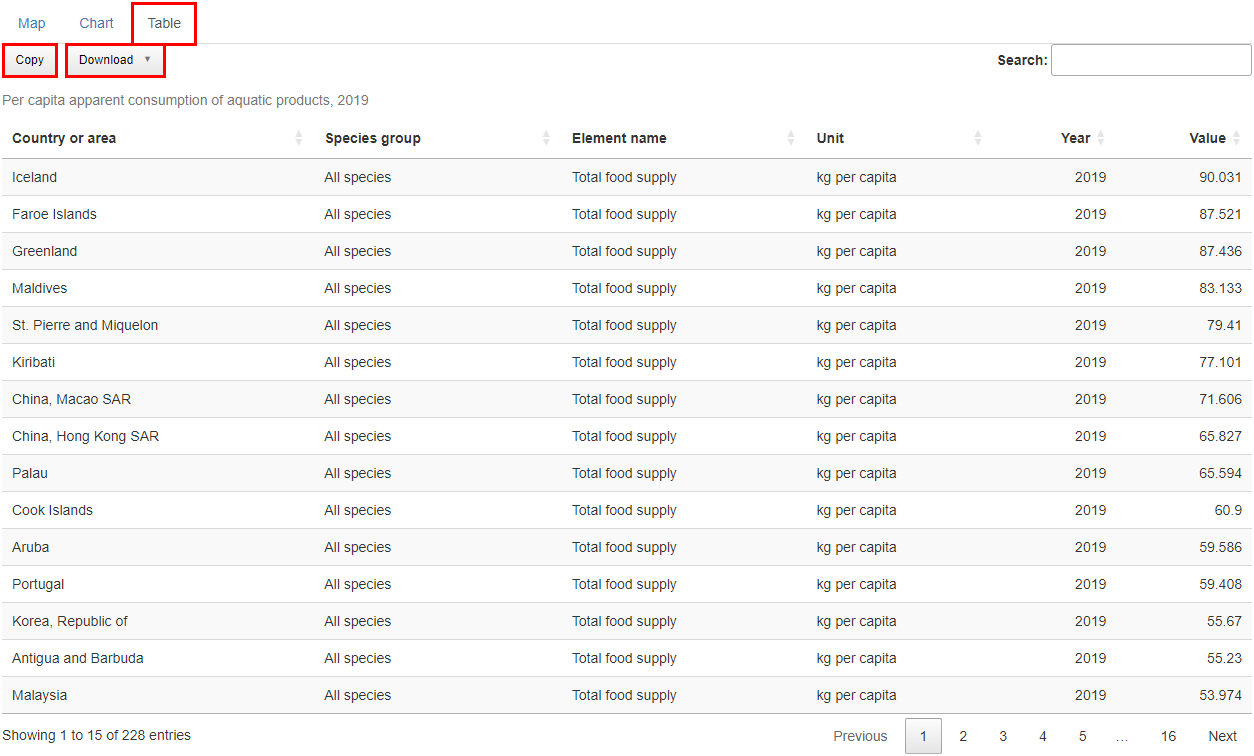 Map Chart Table
Copy Download ▼ Search:
Per capita apparent consumption of aquatic products, 2019
Country or area Species group Element name Unit Year Value
Iceland All species Total food supply kg per capita 2019 90.031
Faroe Islands All species Total food supply kg per capita 2019 87.521
Greenland All species Total food supply kg per capita 2019 87.436
Maldives All species Total food supply kg per capita 2019 83.133
St. Pierre and Miquelon All species Total food supply kg per capita 2019 79.41
Kiribati All species Total food supply kg per capita 2019 77.101
China, Macao SAR All species Total food supply kg per capita 2019 71.606
China, Hong Kong SAR All species Total food supply kg per capita 2019 65.827
Palau All species Total food supply kg per capita 2019 65.594
Cook Islands All species Total food supply kg per capita 2019 60.9
Aruba All species Total food supply kg per capita 2019 59.586
Portugal All species Total food supply kg per capita 2019 59.408
Korea, Republic of All species Total food supply kg per capita 2019 55.67
Antigua and Barbuda All species Total food supply kg per capita 2019 55.23
Malaysia All species Total food supply kg per capita 2019 53.974
Showing 1 to 15 of 228 entries Previous 1 2 3 4 5 … 16 Next